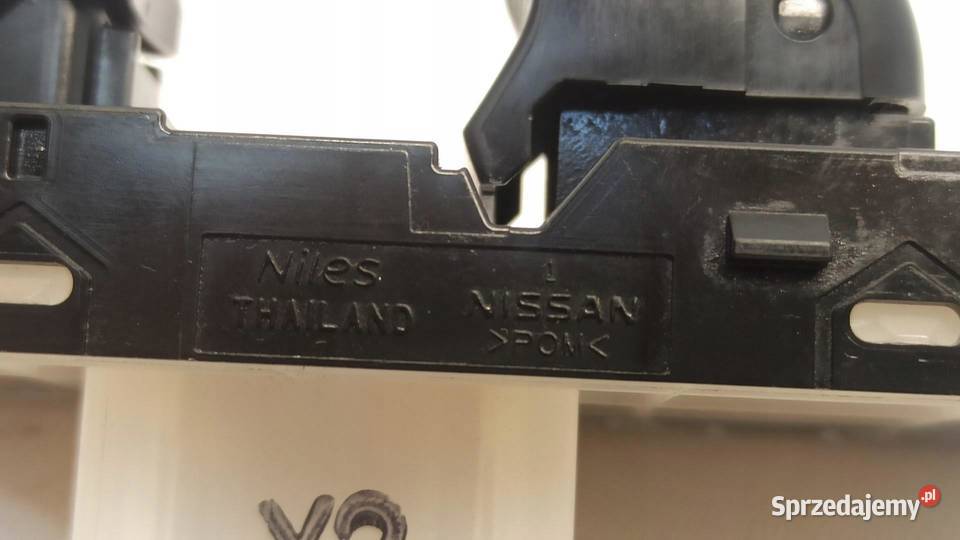 Niles
THAILAND
1
NISSAN
>POM<
Sprzedajemy.pl